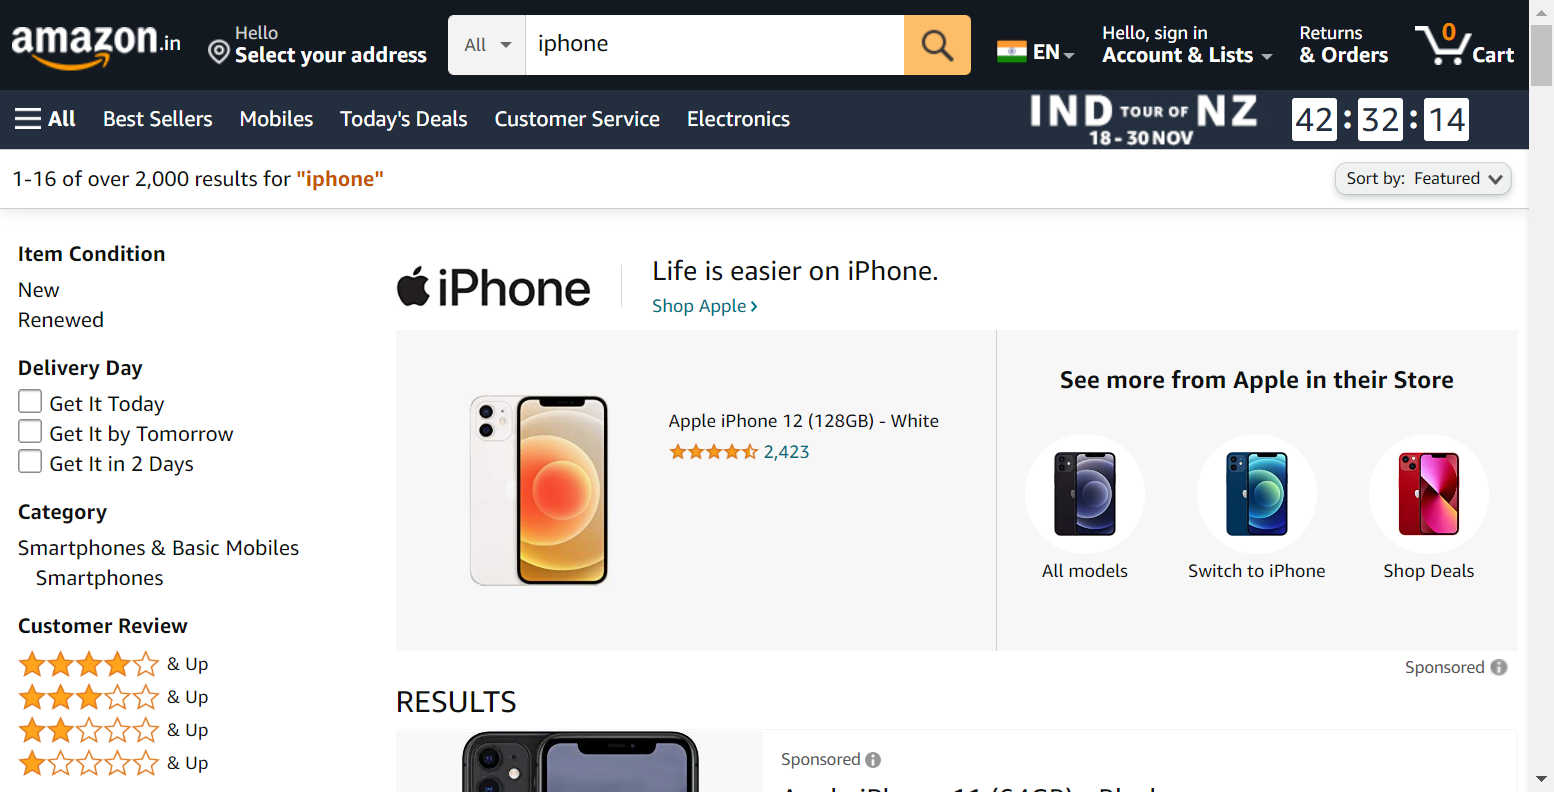 amazon.in
Hello
Select your address
All
iphone
EN
Hello, sign in
Account & Lists
Returns
& Orders
0
Cart
All
Best Sellers
Mobiles
Today's Deals
Customer Service
Electronics
IND TOUR OF NZ
18 - 30 NOV
42 : 32 : 14
1-16 of over 2,000 results for "iphone"
Sort by: Featured
Item Condition
New
Renewed
Delivery Day
Get It Today
Get It by Tomorrow
Get It in 2 Days
Category
Smartphones & Basic Mobiles
Smartphones
Customer Review
& Up
& Up
& Up
& Up
iPhone
Life is easier on iPhone.
Shop Apple ›
Apple iPhone 12 (128GB) - White
2,423
See more from Apple in their Store
All models
Switch to iPhone
Shop Deals
Sponsored
RESULTS
Sponsored
Apple iPhone 11 (64GB) - Black